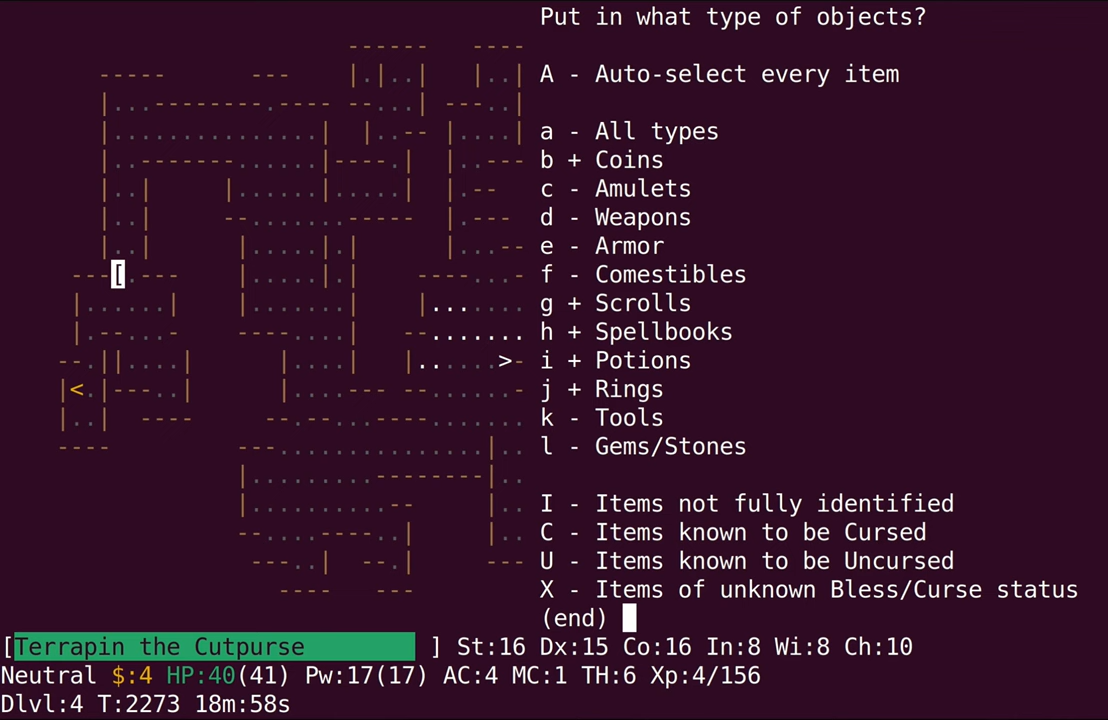 Put in what type of objects?
A - Auto-select every item
a - All types
b + Coins
c - Amulets
d - Weapons
e - Armor
f - Comestibles
g + Scrolls
h + Spellbooks
i + Potions
j + Rings
k - Tools
l - Gems/Stones
I - Items not fully identified
C - Items known to be Cursed
U - Items known to be Uncursed
X - Items of unknown Bless/Curse status
(end)
[Terrapin the Cutpurse ] St:16 Dx:15 Co:16 In:8 Wi:8 Ch:10
Neutral $:4 HP:40(41) Pw:17(17) AC:4 MC:1 TH:6 Xp:4/156
Dlvl:4 T:2273 18m:58s